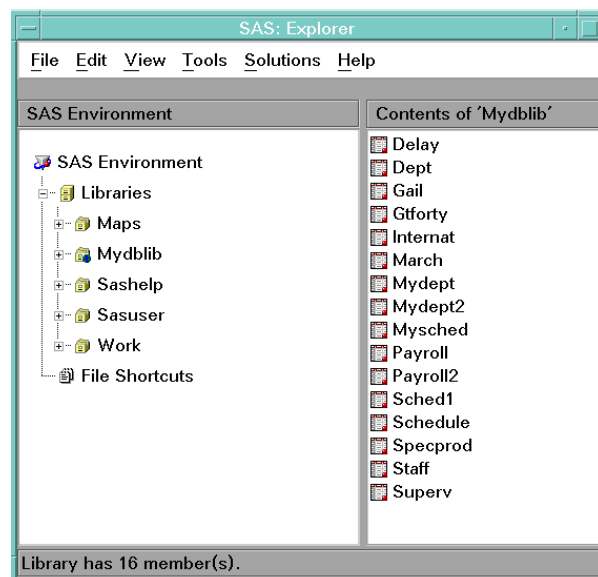 SAS: Explorer
File Edit View Tools Solutions Help
SAS Environment
Contents of 'Mydblib'
SAS Environment
Libraries
Maps
Mydblib
Sashelp
Sasuser
Work
File Shortcuts
Delay
Dept
Gail
Gtforty
Internat
March
Mydept
Mydept2
Mysched
Payroll
Payroll2
Sched1
Schedule
Specprod
Staff
Superv
Library has 16 member(s).